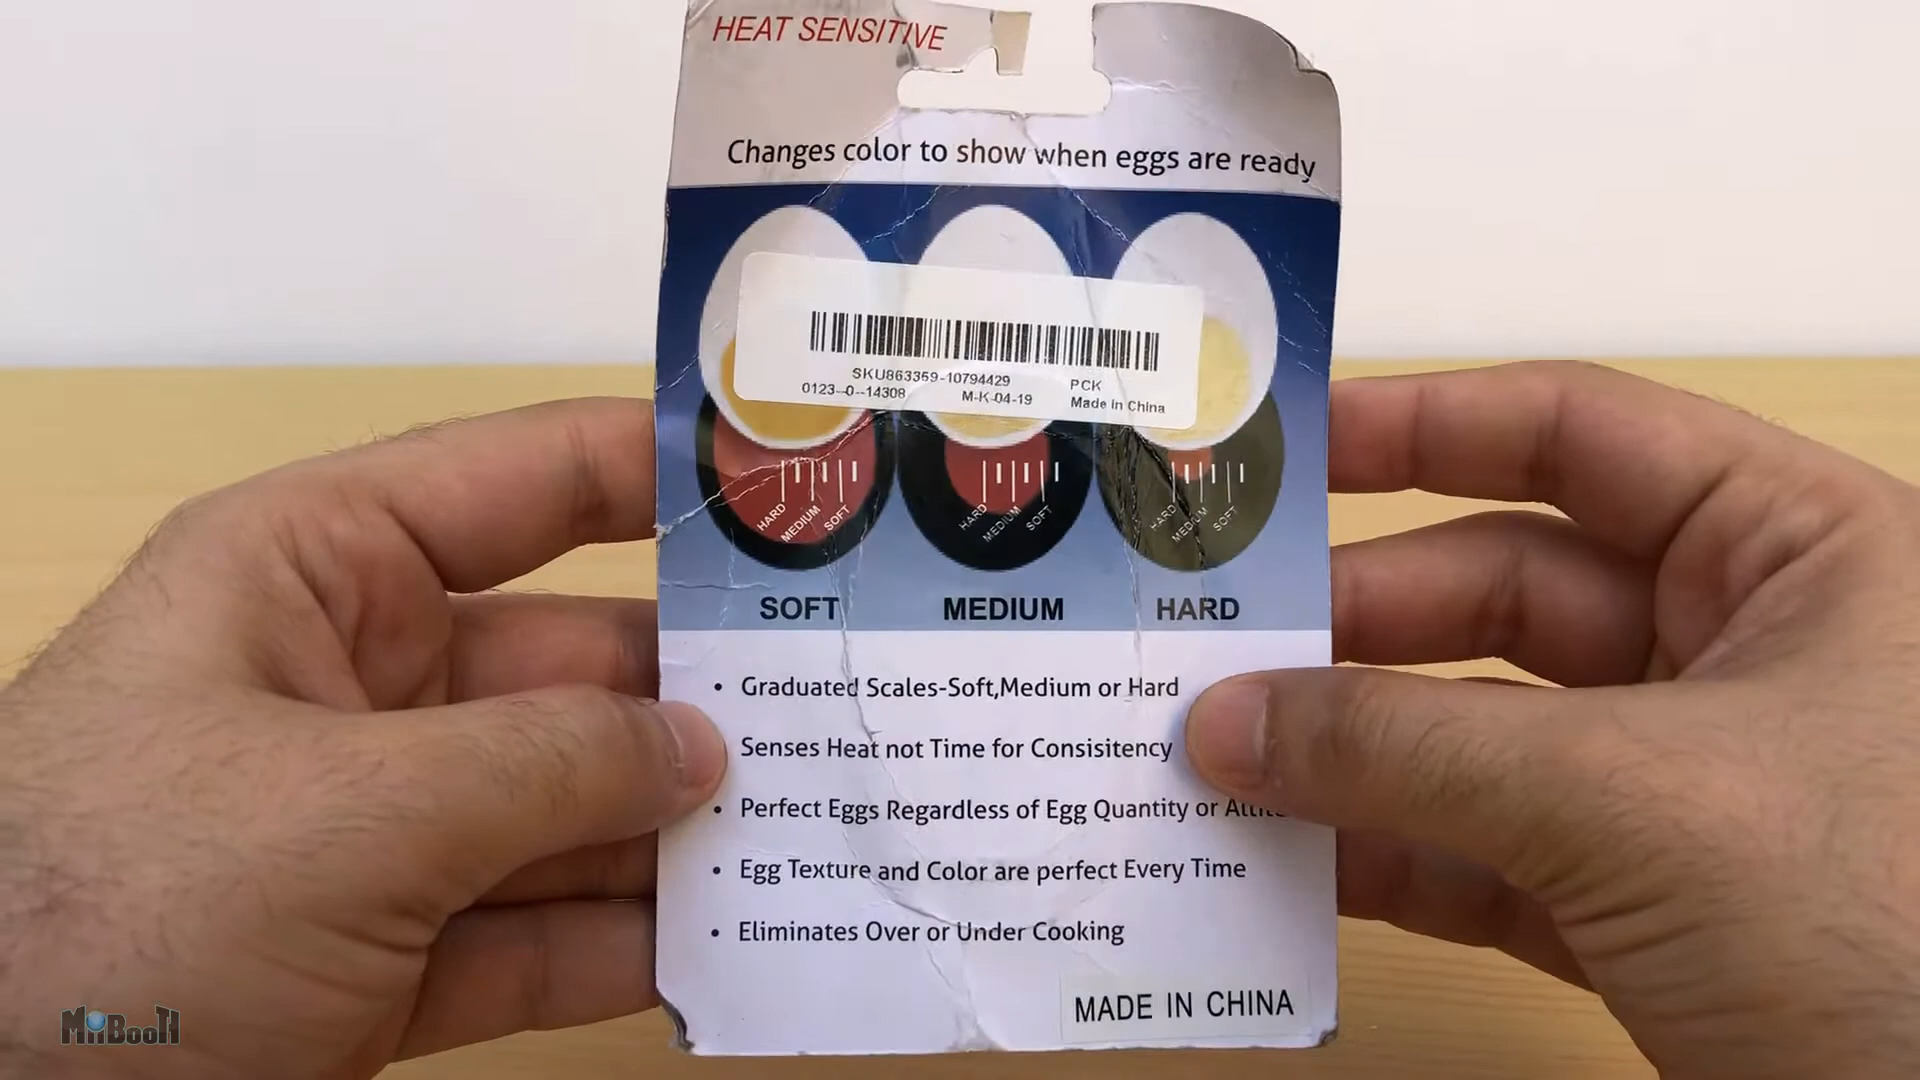 HEAT SENSITIVE
Changes color to show when eggs are ready
SKU863359-10794429
PCK
0123--0--14308
M-K-04-19
Made In China
HARD
MEDIUM
SOFT
HARD
MEDIUM
SOFT
HARD
MEDIUM
SOFT
SOFT
MEDIUM
HARD
• Graduated Scales-Soft,Medium or Hard
Senses Heat not Time for Consisitency
• Perfect Eggs Regardless of Egg Quantity or
• Egg Texture and Color are perfect Every Time
• Eliminates Over or Under Cooking
MADE IN CHINA
MiiBooTi